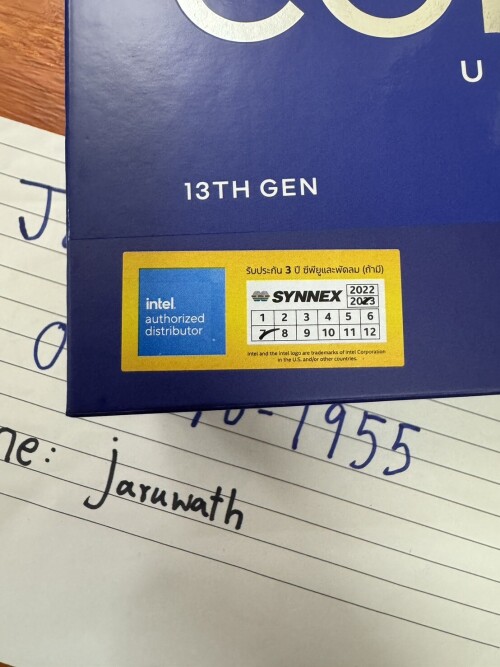 13TH GEN
รับประกัน 3 ปี ซีพียูและพัดลม (ถ้ามี)
intel
authorized
distributor
SYNNEX
2022
2023
1 2 3 4 5 6
7 8 9 10 11 12
Intel and the intel logo are trademarks of Intel Corporation
in the U.S. and/or other countries.
-1955
jaruwath